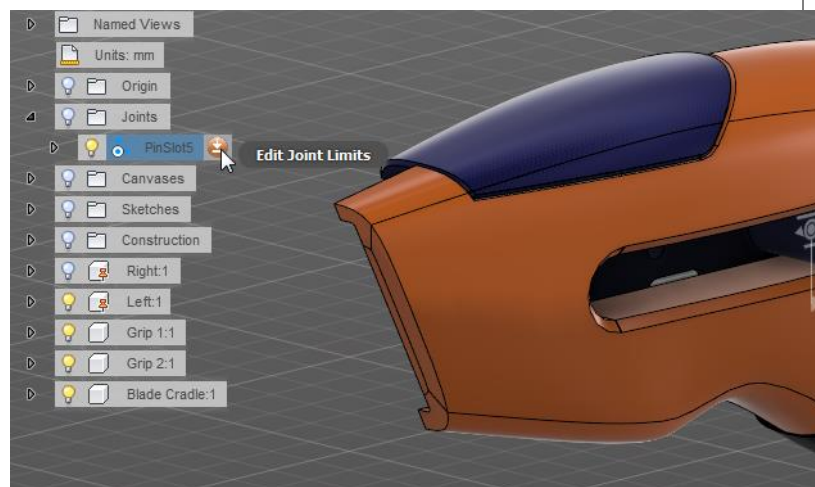 Named Views
Units: mm
Origin
Joints
PinSlot5
Edit Joint Limits
Canvases
Sketches
Construction
Right:1
Left:1
Grip 1:1
Grip 2:1
Blade Cradle:1